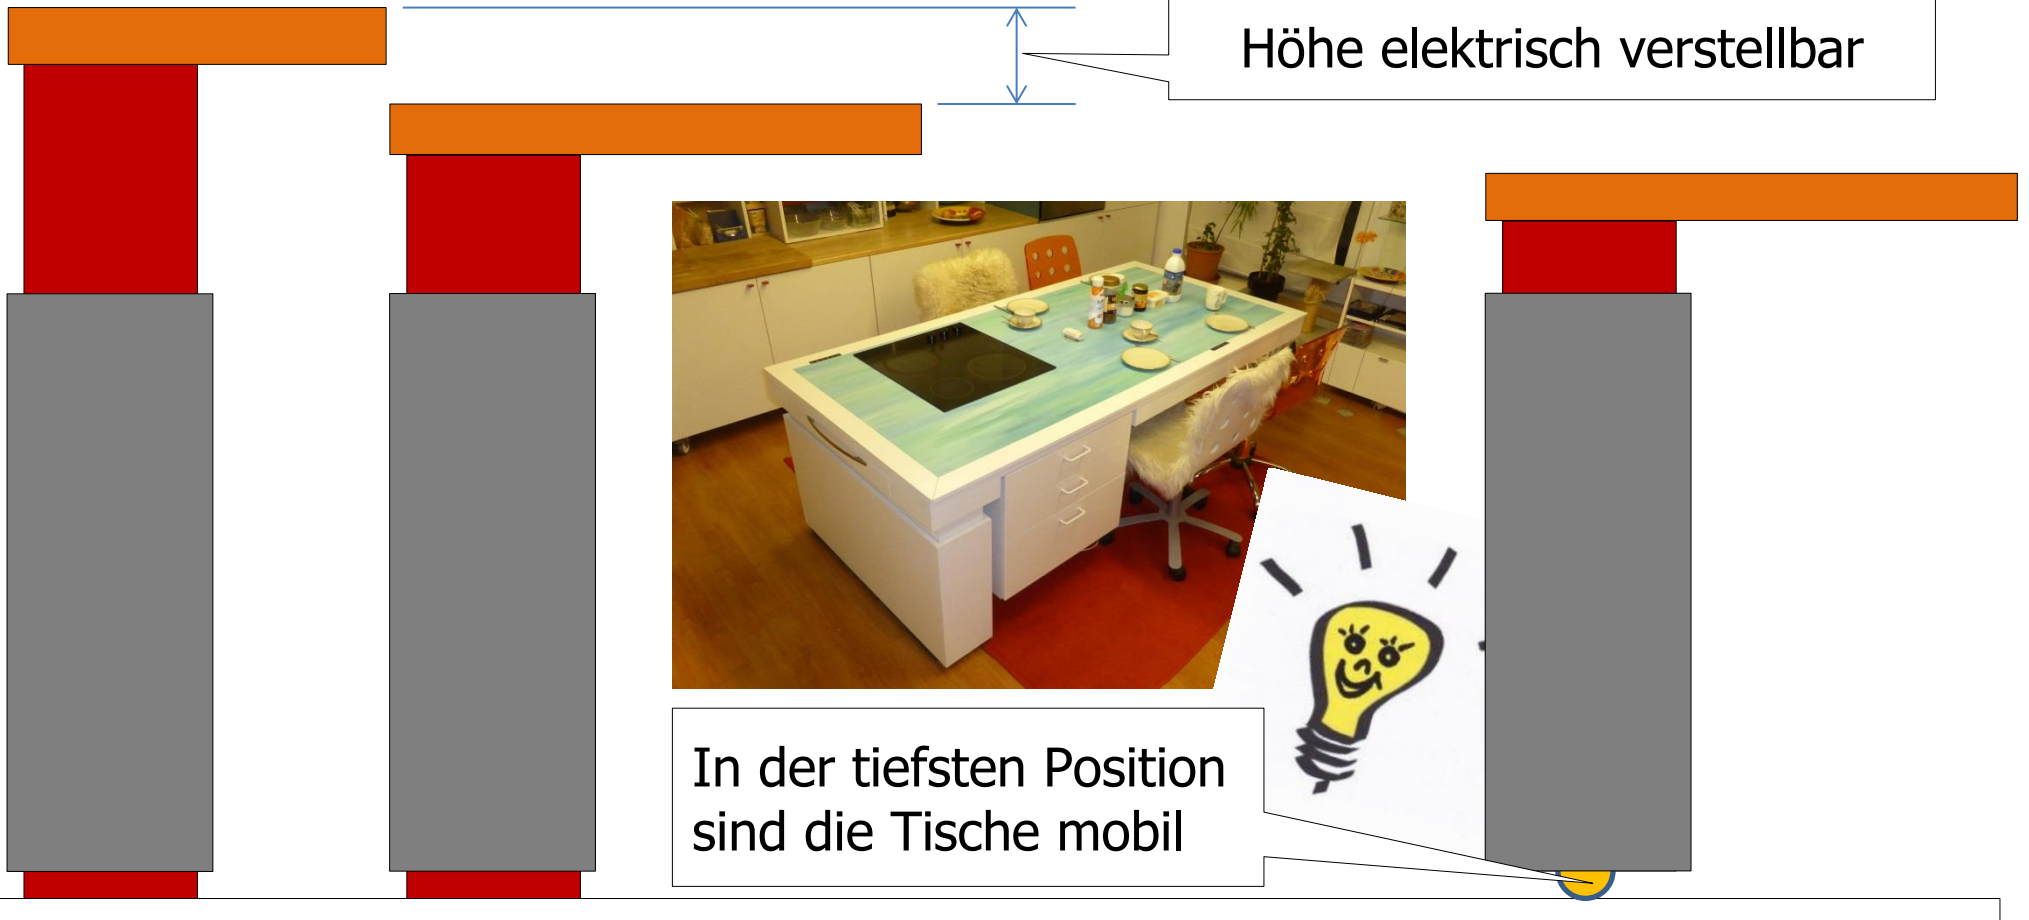 Höhe elektrisch verstellbar
In der tiefsten Position
sind die Tische mobil